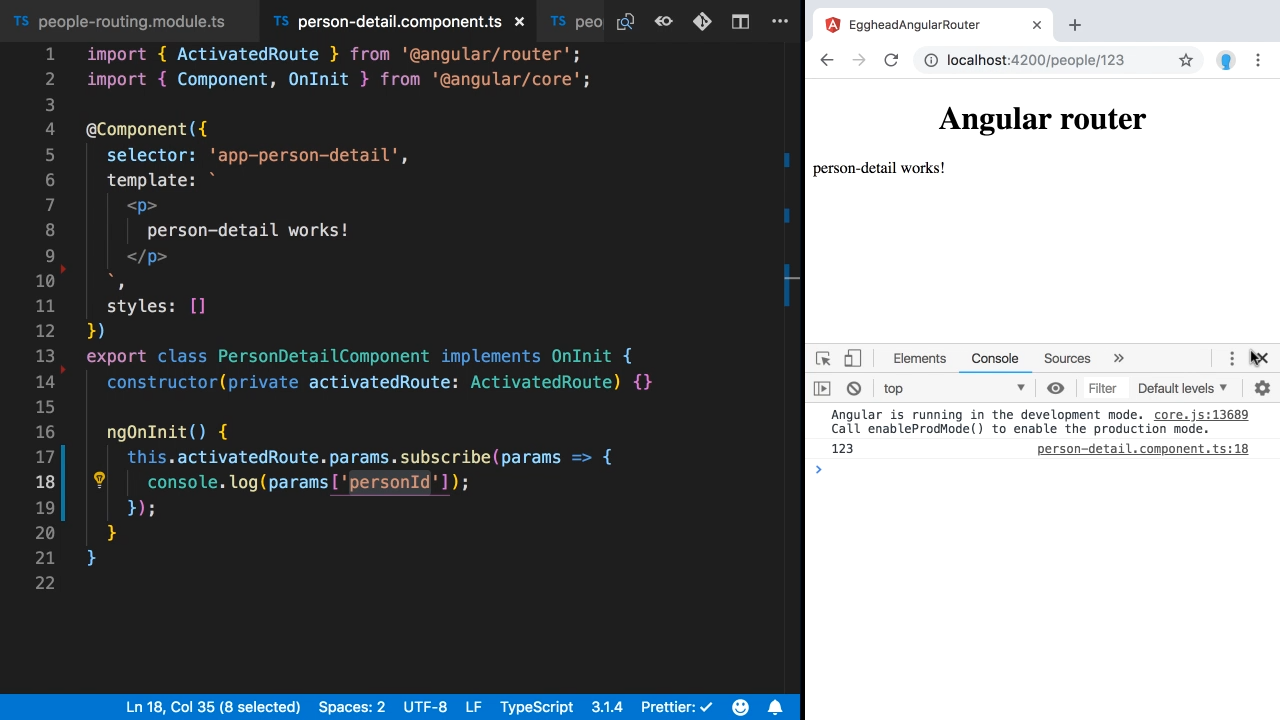 TS people-routing.module.ts TS person-detail.component.ts × TS peo
1 import { ActivatedRoute } from '@angular/router';
2 import { Component, OnInit } from '@angular/core';
3
4 @Component({
5 selector: 'app-person-detail',
6 template: `
7 <p>
8 person-detail works!
9 </p>
10 `,
11 styles: []
12 })
13 export class PersonDetailComponent implements OnInit {
14 constructor(private activatedRoute: ActivatedRoute) {}
15
16 ngOnInit() {
17 this.activatedRoute.params.subscribe(params => {
18 console.log(params['personId']);
19 });
20 }
21 }
22
Ln 18, Col 35 (8 selected) Spaces: 2 UTF-8 LF TypeScript 3.1.4 Prettier: ✓
EggheadAngularRouter
localhost:4200/people/123
Angular router
person-detail works!
Elements Console Sources »
top Filter Default levels
Angular is running in the development mode. core.js:13689
Call enableProdMode() to enable the production mode.
123 person-detail.component.ts:18